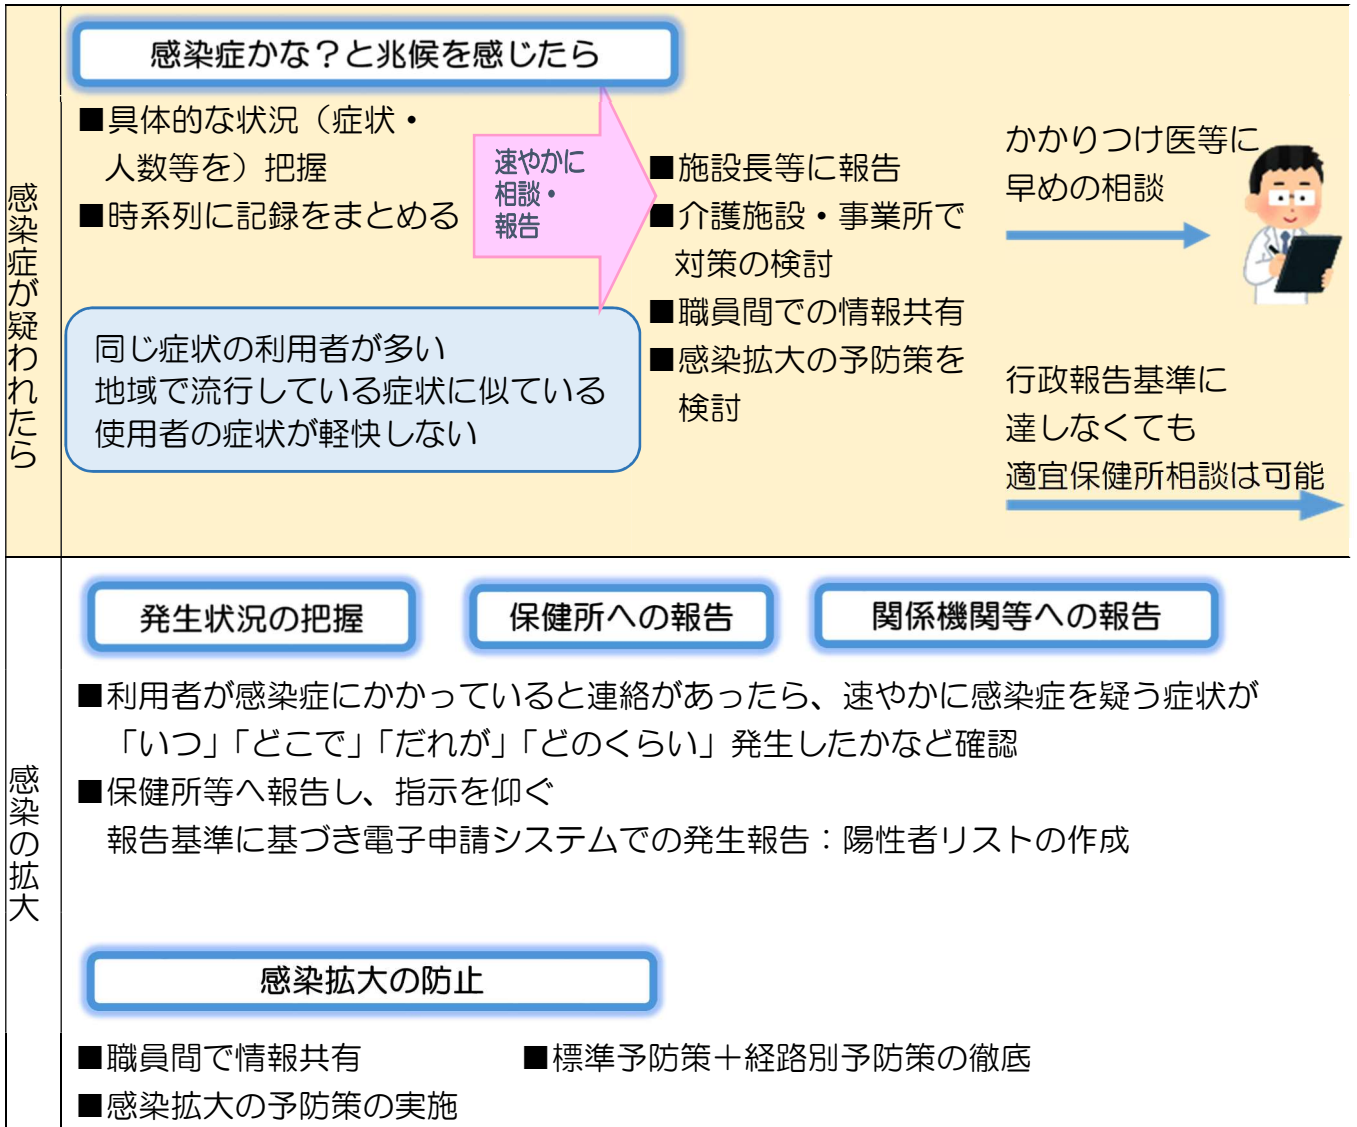 感染症が疑われたら
感染症かな？と兆候を感じたら
■具体的な状況（症状・
人数等を）把握
■時系列に記録をまとめる
速やかに
相談・
報告
同じ症状の利用者が多い
地域で流行している症状に似ている
使用者の症状が軽快しない
■施設長等に報告
■介護施設・事業所で
対策の検討
■職員間での情報共有
■感染拡大の予防策を
検討
かかりつけ医等に
早めの相談
行政報告基準に
達しなくても
適宜保健所相談は可能
感染の拡大
発生状況の把握
保健所への報告
関係機関等への報告
■利用者が感染症にかかっていると連絡があったら、速やかに感染症を疑う症状が
「いつ」「どこで」「だれが」「どのくらい」発生したかなど確認
■保健所等へ報告し、指示を仰ぐ
報告基準に基づき電子申請システムでの発生報告：陽性者リストの作成
感染拡大の防止
■職員間で情報共有
■標準予防策＋経路別予防策の徹底
■感染拡大の予防策の実施